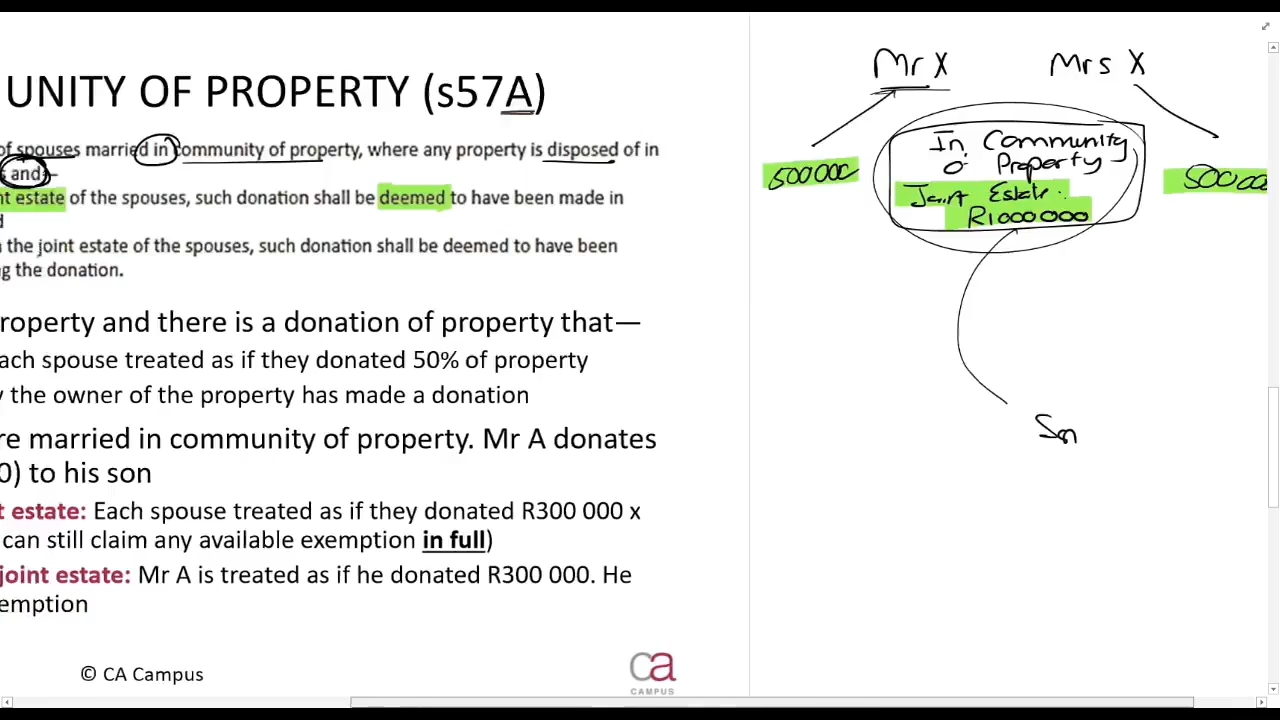 UNITY OF PROPERTY (s57A)
of spouses married in community of property, where any property is disposed of in
s and—
nt estate of the spouses, such donation shall be deemed to have been made in
d
the joint estate of the spouses, such donation shall be deemed to have been
g the donation.
roperty and there is a donation of property that—
ach spouse treated as if they donated 50% of property
y the owner of the property has made a donation
re married in community of property. Mr A donates
0) to his son
t estate: Each spouse treated as if they donated R300 000 x
can still claim any available exemption in full)
joint estate: Mr A is treated as if he donated R300 000. He
emption
© CA Campus
ca
CAMPUS
Mr X
Mrs X
In Community
o Property
Joint Estate.
R1000000
500000
500000
Son